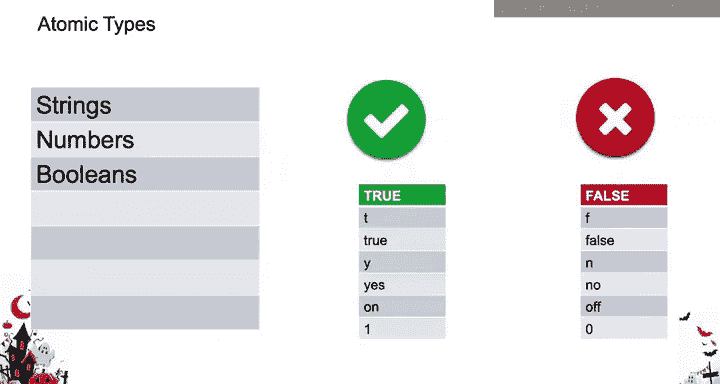 Atomic Types
Strings
Numbers
Booleans
TRUE
t
true
y
yes
on
1
FALSE
f
false
n
no
off
0